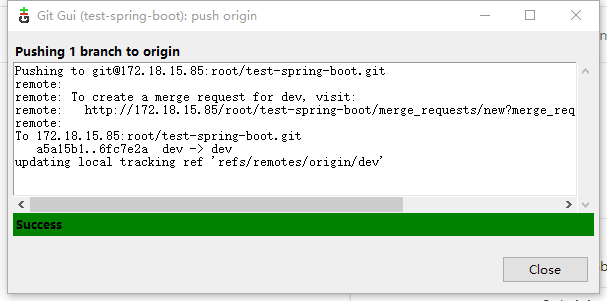 Git Gui (test-spring-boot): push origin
Pushing 1 branch to origin
Pushing to git@172.18.15.85:root/test-spring-boot.git
remote:
remote: To create a merge request for dev, visit:
remote:   http://172.18.15.85/root/test-spring-boot/merge_requests/new?merge_req
remote:
To 172.18.15.85:root/test-spring-boot.git
   a5a15b1..6fc7e2a  dev -> dev
updating local tracking ref 'refs/remotes/origin/dev'
Success
Close